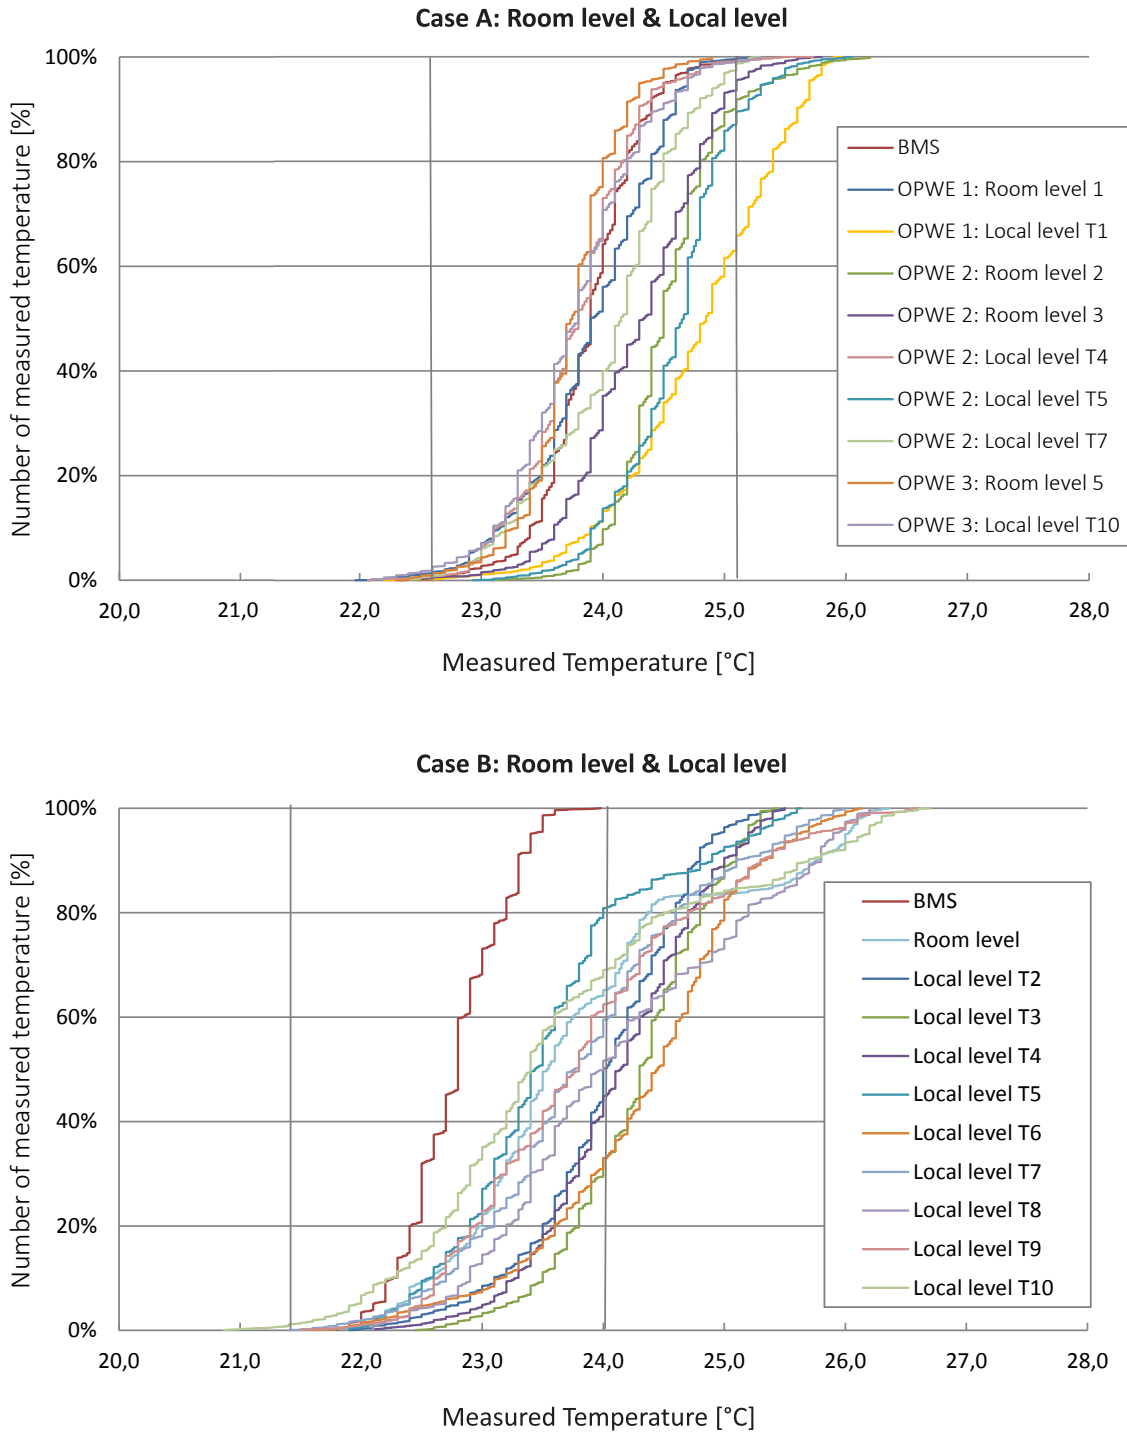 Case A: Room level & Local level
Number of measured temperature [%]
100%
80%
60%
40%
20%
0%
20,0 21,0 22,0 23,0 24,0 25,0 26,0 27,0 28,0
Measured Temperature [°C]
BMS
OPWE 1: Room level 1
OPWE 1: Local level T1
OPWE 2: Room level 2
OPWE 2: Room level 3
OPWE 2: Local level T4
OPWE 2: Local level T5
OPWE 2: Local level T7
OPWE 3: Room level 5
OPWE 3: Local level T10
Case B: Room level & Local level
Number of measured temperature [%]
100%
80%
60%
40%
20%
0%
20,0 21,0 22,0 23,0 24,0 25,0 26,0 27,0 28,0
Measured Temperature [°C]
BMS
Room level
Local level T2
Local level T3
Local level T4
Local level T5
Local level T6
Local level T7
Local level T8
Local level T9
Local level T10